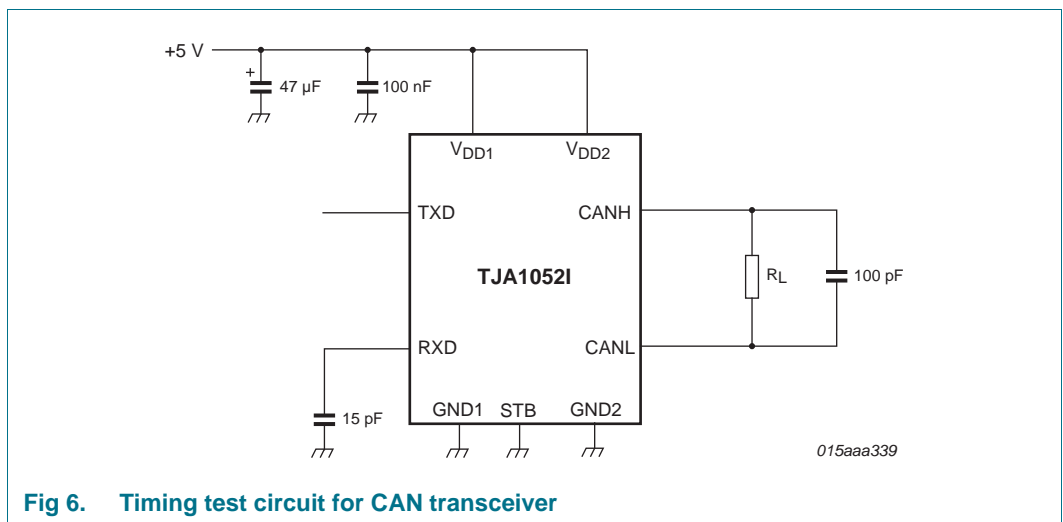 +5 V
+
47 µF
100 nF
VDD1
VDD2
TXD
CANH
TJA1052I
RL
100 pF
RXD
CANL
15 pF
GND1 STB GND2
015aaa339
Fig 6. Timing test circuit for CAN transceiver